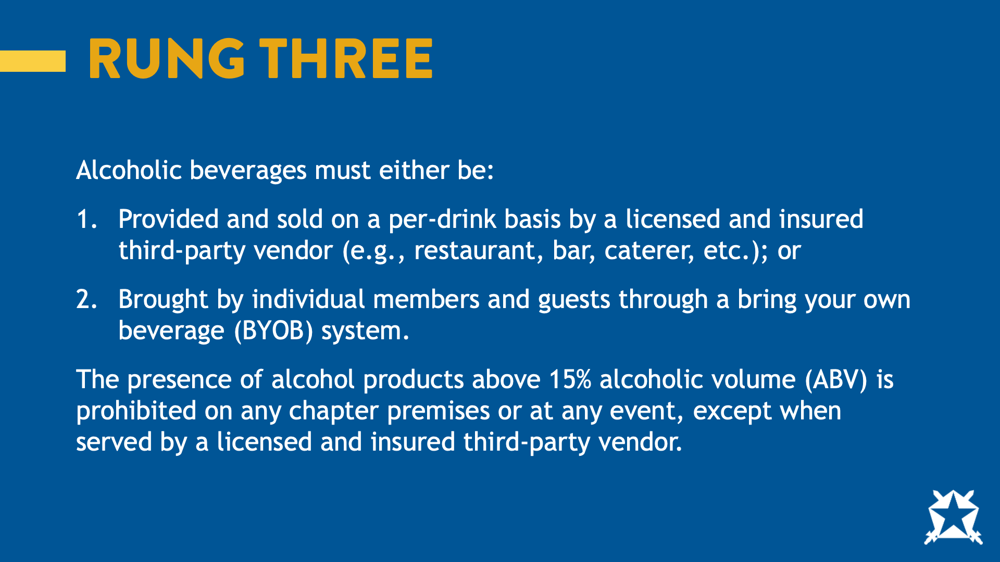 RUNG THREE
Alcoholic beverages must either be:
1. Provided and sold on a per-drink basis by a licensed and insured
third-party vendor (e.g., restaurant, bar, caterer, etc.); or
2. Brought by individual members and guests through a bring your own
beverage (BYOB) system.
The presence of alcohol products above 15% alcoholic volume (ABV) is
prohibited on any chapter premises or at any event, except when
served by a licensed and insured third-party vendor.